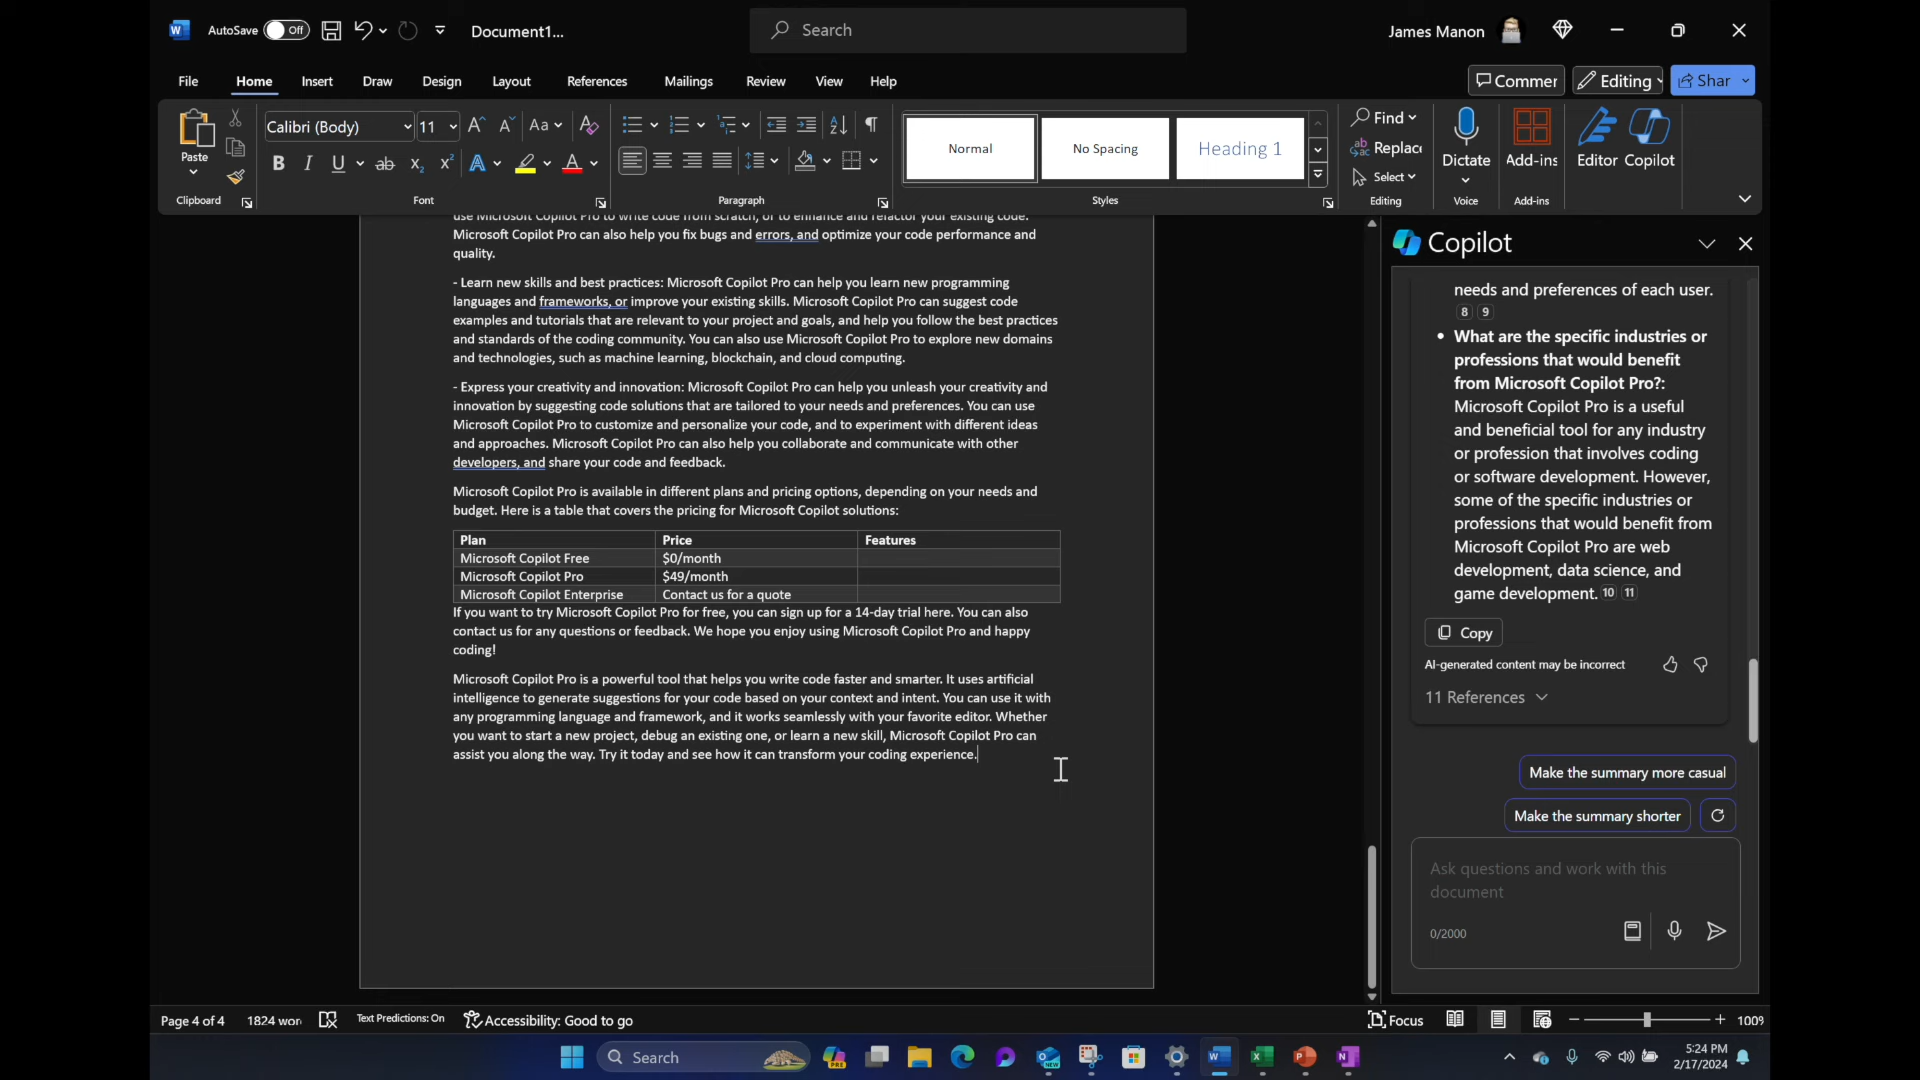 AutoSave Off Document1... Search James Manon
File Home Insert Draw Design Layout References Mailings Review View Help Commer Editing Shar
Paste
Clipboard
Calibri (Body) 11 Aa
B I U ab x₂ x² A A
Font
Paragraph
Normal No Spacing Heading 1
Styles
Find
Replace
Select
Editing
Dictate
Voice
Add-ins
Add-ins
Editor Copilot
use Microsoft Copilot Pro to write code from scratch, or to enhance and refactor your existing code.
Microsoft Copilot Pro can also help you fix bugs and errors, and optimize your code performance and
quality.
- Learn new skills and best practices: Microsoft Copilot Pro can help you learn new programming
languages and frameworks, or improve your existing skills. Microsoft Copilot Pro can suggest code
examples and tutorials that are relevant to your project and goals, and help you follow the best practices
and standards of the coding community. You can also use Microsoft Copilot Pro to explore new domains
and technologies, such as machine learning, blockchain, and cloud computing.
- Express your creativity and innovation: Microsoft Copilot Pro can help you unleash your creativity and
innovation by suggesting code solutions that are tailored to your needs and preferences. You can use
Microsoft Copilot Pro to customize and personalize your code, and to experiment with different ideas
and approaches. Microsoft Copilot Pro can also help you collaborate and communicate with other
developers, and share your code and feedback.
Microsoft Copilot Pro is available in different plans and pricing options, depending on your needs and
budget. Here is a table that covers the pricing for Microsoft Copilot solutions:
Plan Price Features
Microsoft Copilot Free $0/month
Microsoft Copilot Pro $49/month
Microsoft Copilot Enterprise Contact us for a quote
If you want to try Microsoft Copilot Pro for free, you can sign up for a 14-day trial here. You can also
contact us for any questions or feedback. We hope you enjoy using Microsoft Copilot Pro and happy
coding!
Microsoft Copilot Pro is a powerful tool that helps you write code faster and smarter. It uses artificial
intelligence to generate suggestions for your code based on your context and intent. You can use it with
any programming language and framework, and it works seamlessly with your favorite editor. Whether
you want to start a new project, debug an existing one, or learn a new skill, Microsoft Copilot Pro can
assist you along the way. Try it today and see how it can transform your coding experience.
Copilot
needs and preferences of each user.
8 9
• What are the specific industries or
professions that would benefit
from Microsoft Copilot Pro?:
Microsoft Copilot Pro is a useful
and beneficial tool for any industry
or profession that involves coding
or software development. However,
some of the specific industries or
professions that would benefit from
Microsoft Copilot Pro are web
development, data science, and
game development. 10 11
Copy
AI-generated content may be incorrect
11 References
Make the summary more casual
Make the summary shorter
Ask questions and work with this
document
0/2000
Page 4 of 4 1824 wor Text Predictions: On Accessibility: Good to go Focus 100%
Search PRE NEW
5:24 PM
2/17/2024